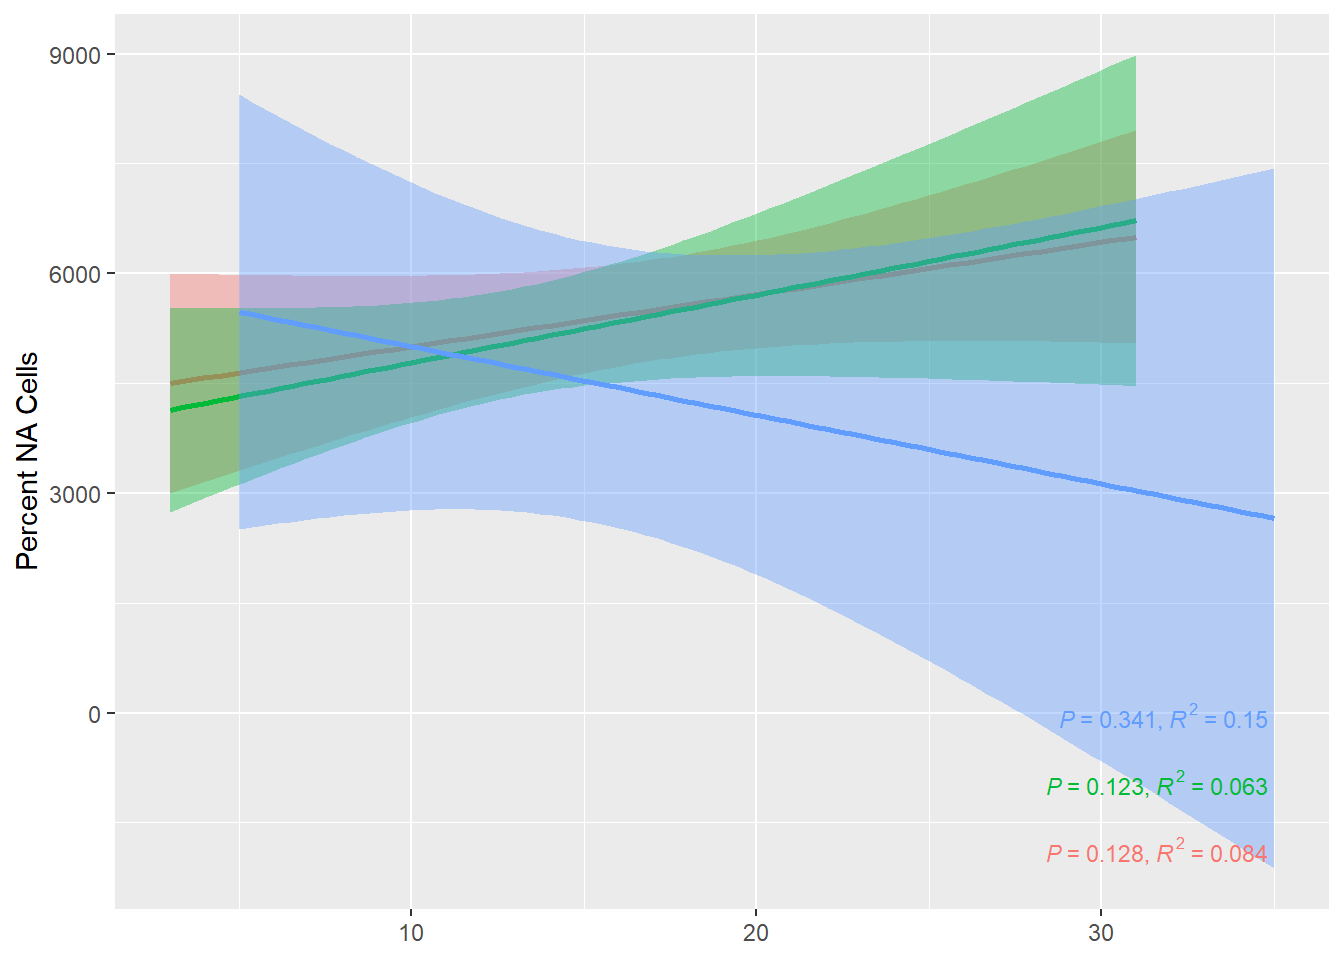 9000
6000
3000
0
Percent NA Cells
P = 0.341, R² = 0.15
P = 0.123, R² = 0.063
P = 0.128, R² = 0.084
10 20 30